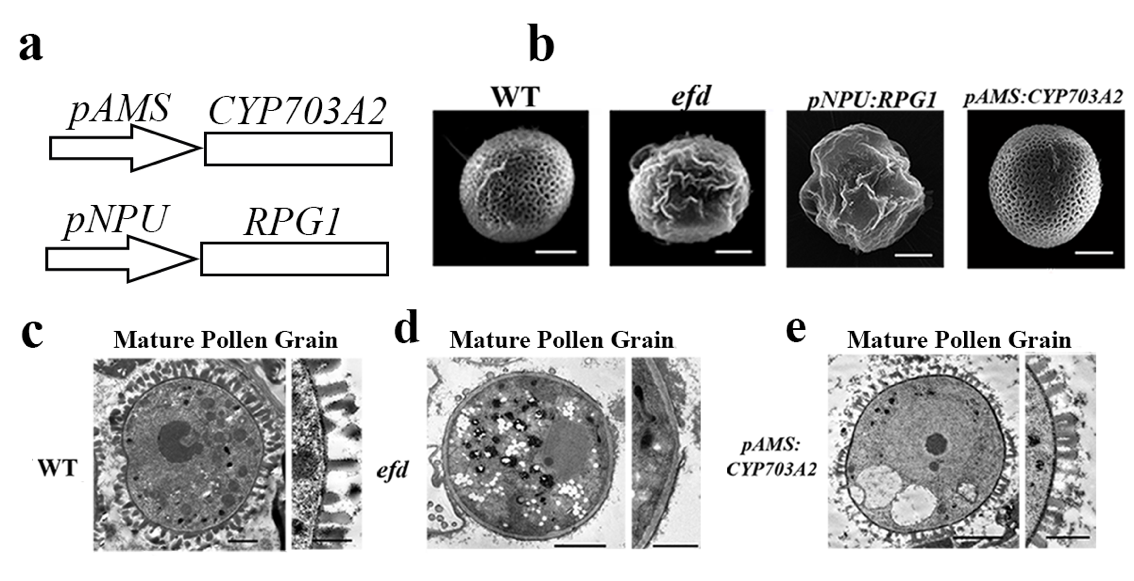 a
pAMS CYP703A2
pNPU RPG1
b
WT efd pNPU:RPG1 pAMS:CYP703A2
c
Mature Pollen Grain
WT
d
Mature Pollen Grain
efd
e
Mature Pollen Grain
pAMS:
CYP703A2